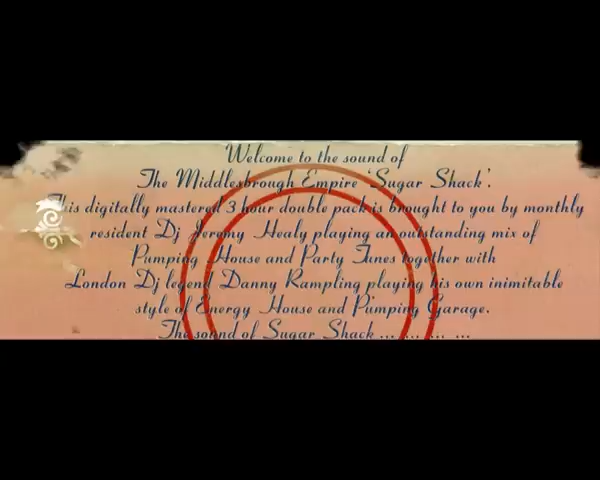 Welcome to the sound of
The Middlesbrough Empire 'Sugar Shack'.
This digitally mastered 3 hour double pack is brought to you by monthly
resident Dj Jeremy Healy playing an outstanding mix of
Pumping House and Party Tunes together with
London Dj legend Danny Rampling playing his own inimitable
style of Energy House and Pumping Garage.
The sound of Sugar Shack ... ... ... ...